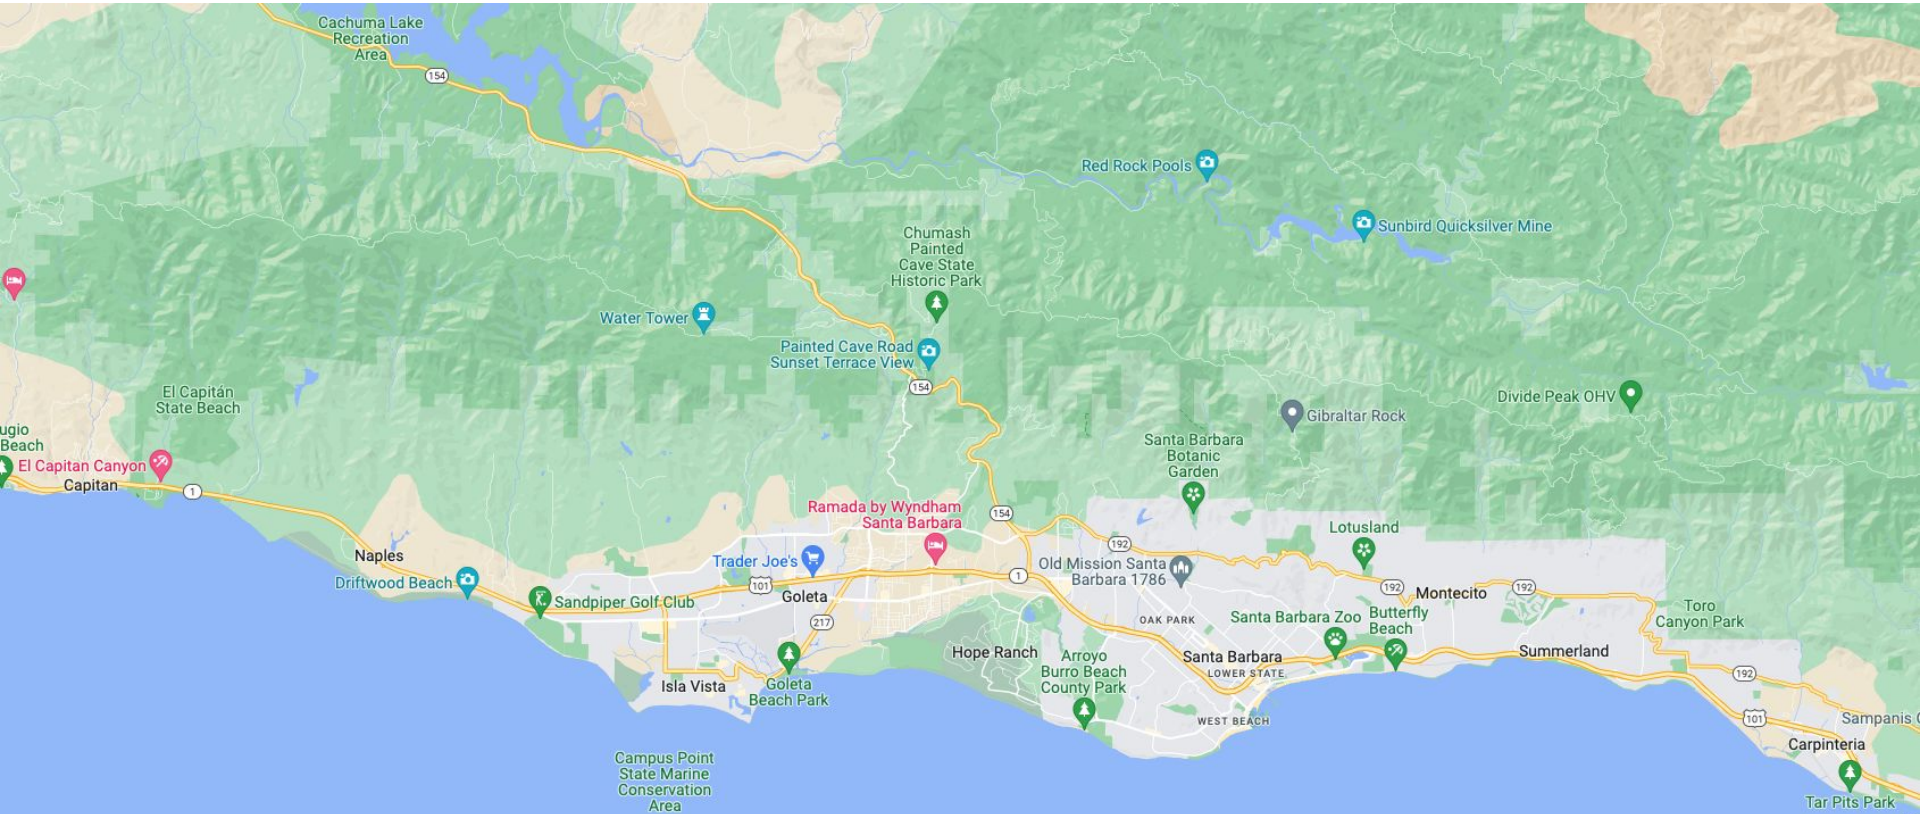 Cachuma Lake
Recreation
Area
154
Red Rock Pools
Sunbird Quicksilver Mine
Chumash
Painted
Cave State
Historic Park
Water Tower
Painted Cave Road
Sunset Terrace View
154
El Capitán
State Beach
Divide Peak OHV
Gibraltar Rock
ugio
Beach
El Capitan Canyon
Capitan
1
Santa Barbara
Botanic
Garden
Ramada by Wyndham
Santa Barbara
154
Lotusland
192
Naples
Trader Joe's
Old Mission Santa
Barbara 1786
Driftwood Beach
101
1
192
Montecito
192
Goleta
Sandpiper Golf Club
217
OAK PARK
Santa Barbara Zoo
Butterfly
Beach
Toro
Canyon Park
Hope Ranch
Arroyo
Burro Beach
County Park
Santa Barbara
LOWER STATE
Summerland
Isla Vista
Goleta
Beach Park
192
WEST BEACH
101
Sampanis
Carpinteria
Campus Point
State Marine
Conservation
Area
Tar Pits Park